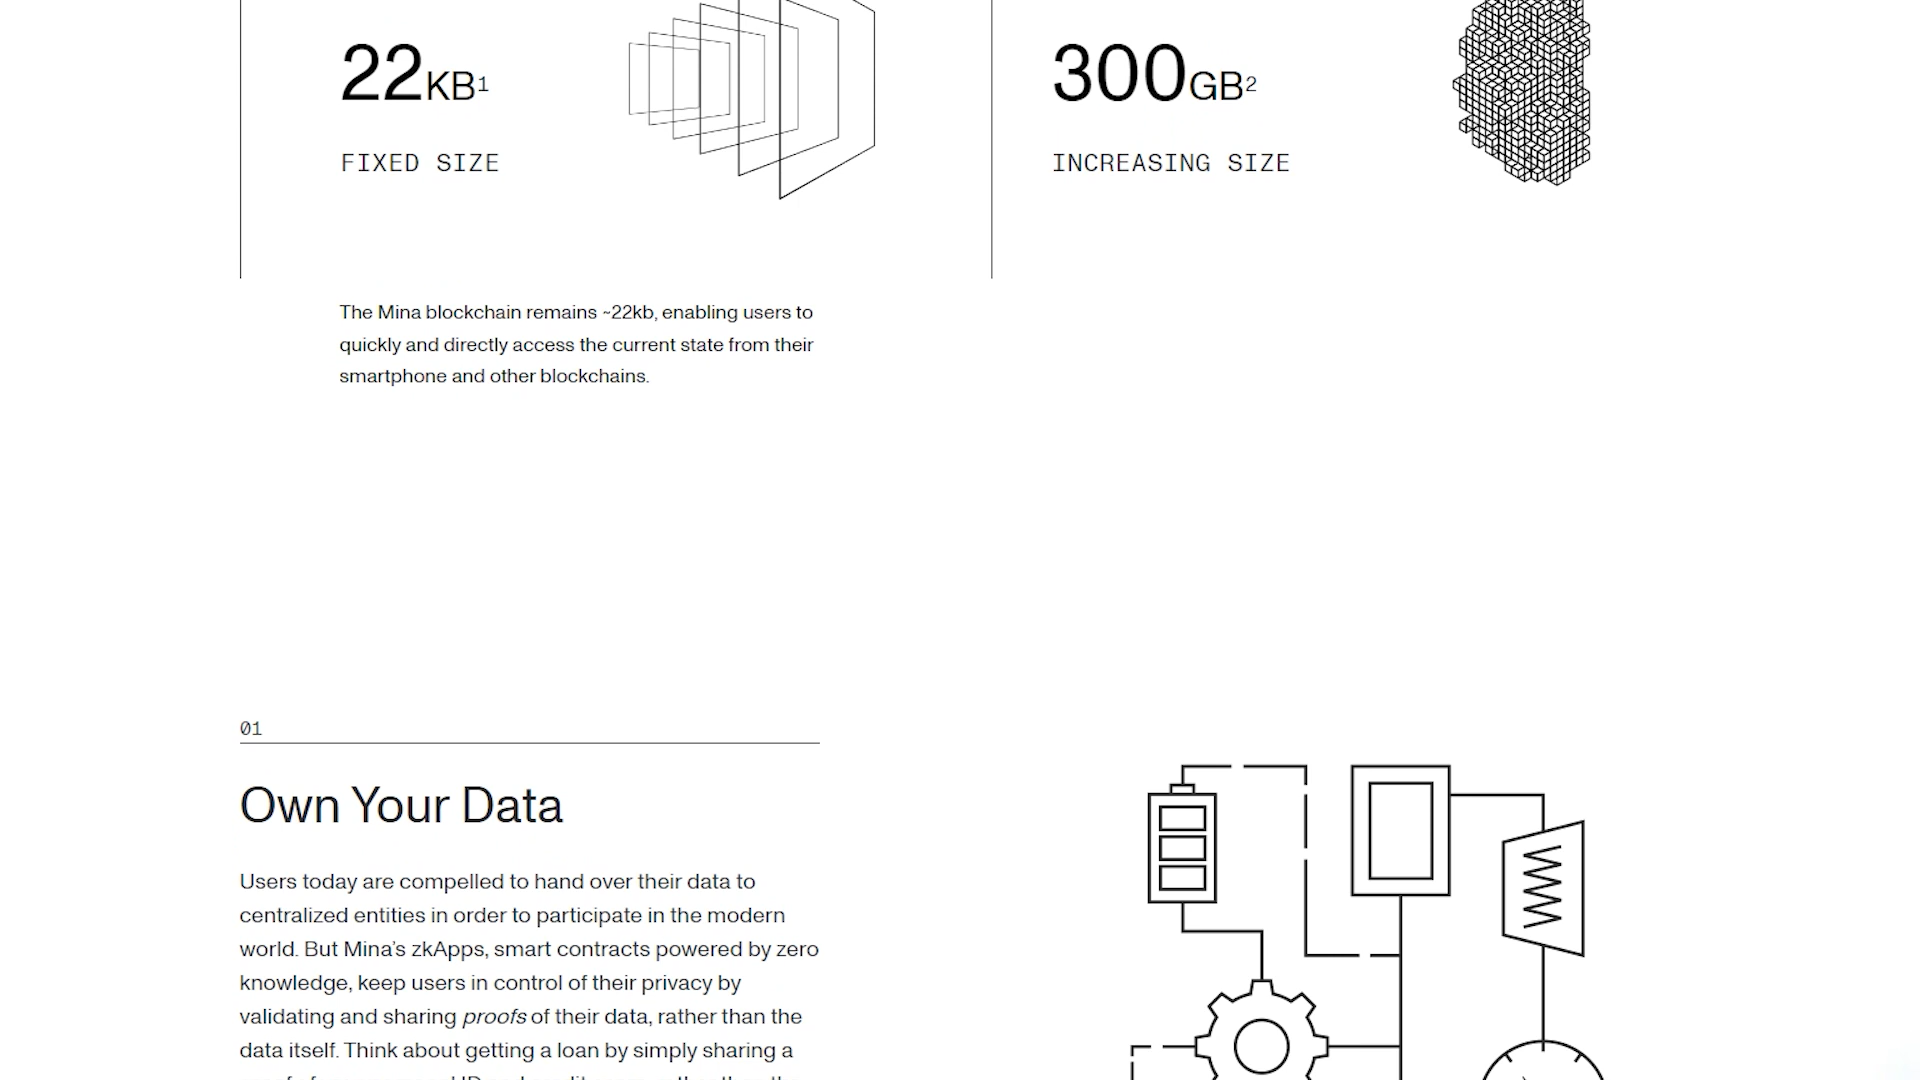 22KB1
FIXED SIZE
300GB2
INCREASING SIZE
The Mina blockchain remains ~22kb, enabling users to
quickly and directly access the current state from their
smartphone and other blockchains.
01
Own Your Data
Users today are compelled to hand over their data to
centralized entities in order to participate in the modern
world. But Mina’s zkApps, smart contracts powered by zero
knowledge, keep users in control of their privacy by
validating and sharing proofs of their data, rather than the
data itself. Think about getting a loan by simply sharing a